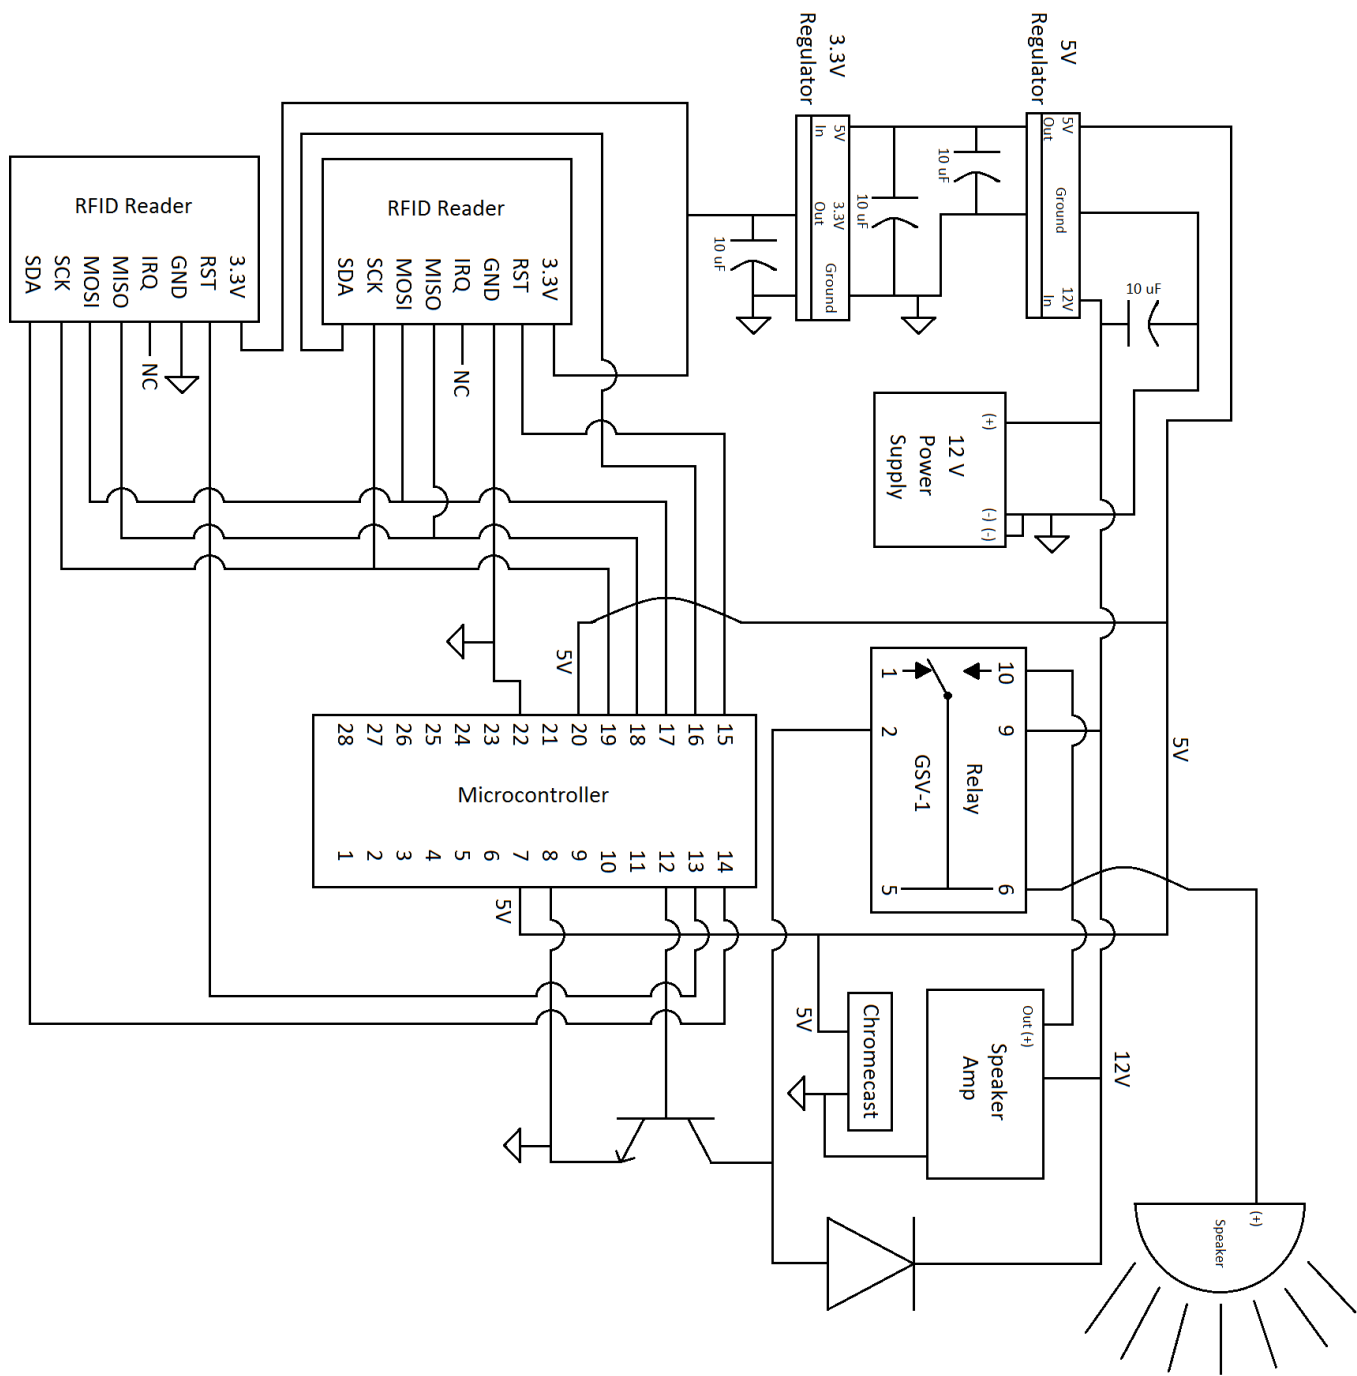 3.3V
Regulator
5V
Regulator
In
5V
Out
3.3V
Ground
10 uF
10 uF
10 uF
Out
5V
Ground
In
12V
10 uF
RFID Reader
SDA
SCK
MOSI
MISO
IRQ
GND
RST
3.3V
NC
RFID Reader
SDA
SCK
MOSI
MISO
IRQ
GND
RST
3.3V
NC
12 V
Power
Supply
(+)
(-)
(-)
5V
28
27
26
25
24
23
22
21
20
19
18
17
16
15
Microcontroller
1
2
3
4
5
6
7
8
9
10
11
12
13
14
5V
1
10
2
9
Relay
GSV-1
5
6
5V
Chromecast
5V
Out (+)
Speaker
Amp
12V
(+)
Speaker